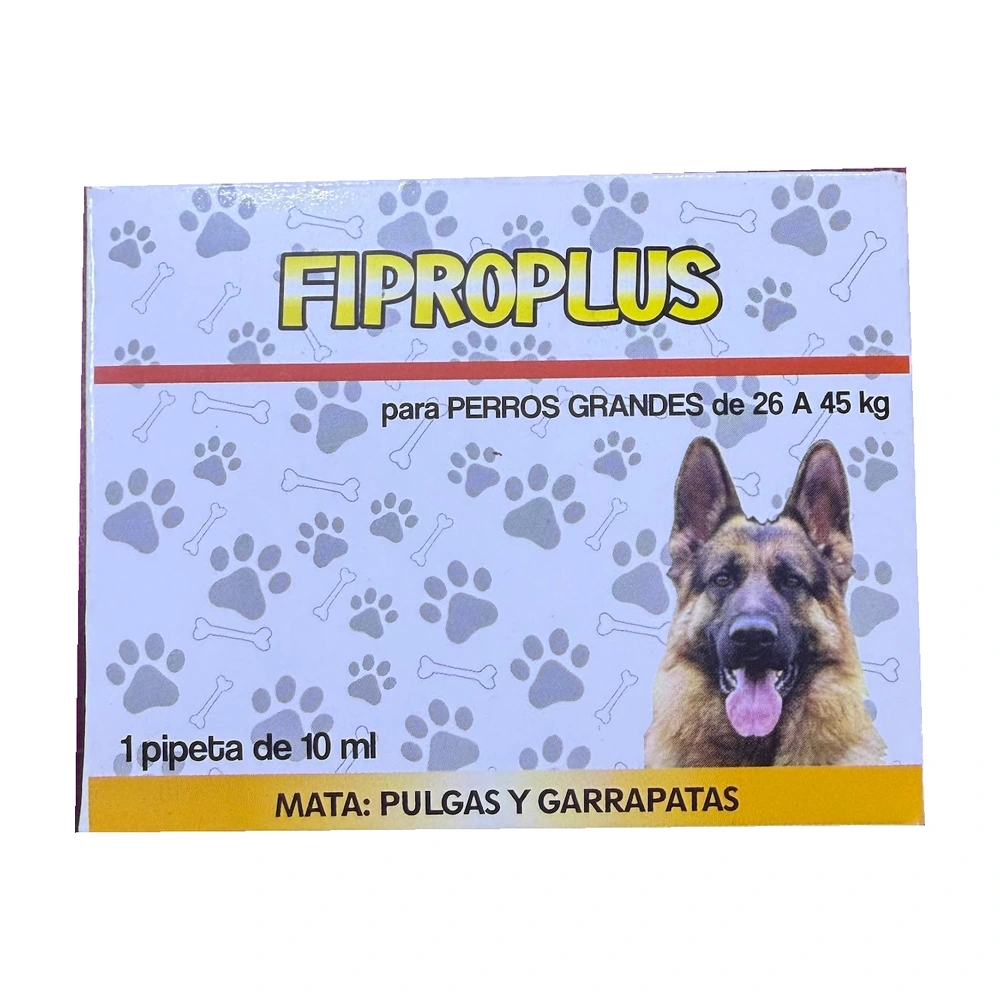 FIPROPLUS
para PERROS GRANDES de 26 A 45 kg
1 pipeta de 10 ml
MATA: PULGAS Y GARRAPATAS